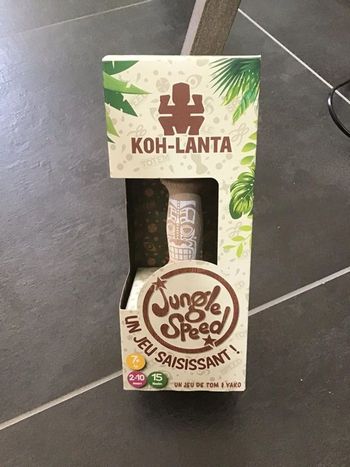 KOH-LANTA
TOTEM
Jungle
Speed
UN JEU SAISISSANT !
7+
2-10
15
UN JEU DE TOM & YAKO